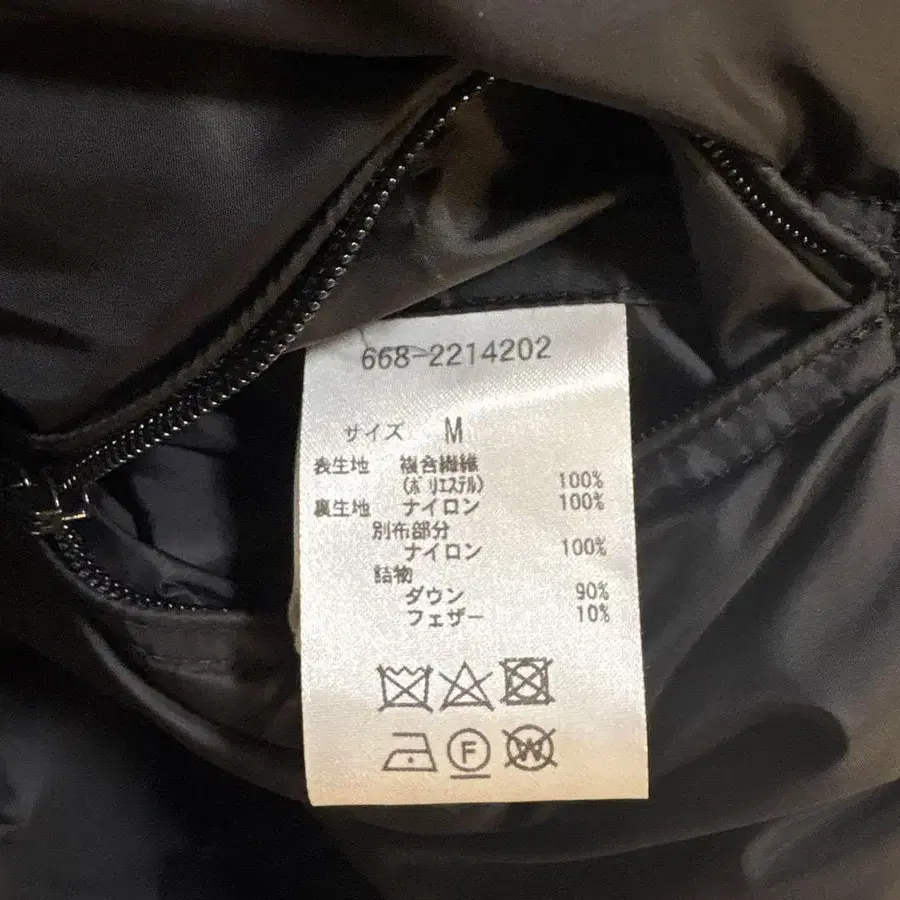 668-2214202
サイズ M
表生地 複合繊維
(ポリエステル) 100%
裏生地 ナイロン 100%
別布部分
ナイロン 100%
詰物
ダウン 90%
フェザー 10%
F W